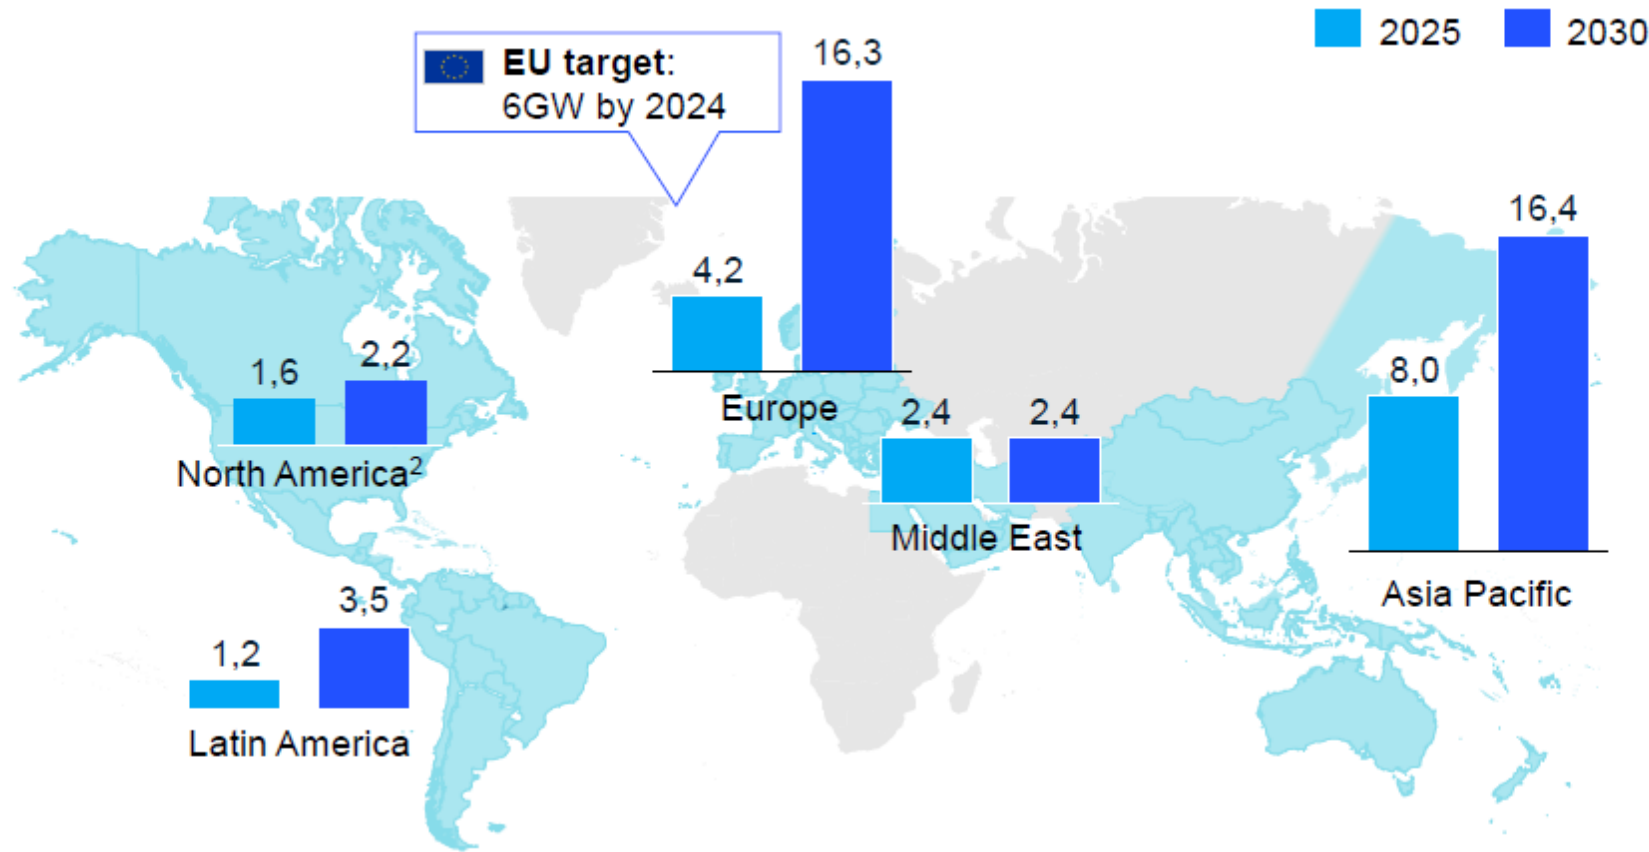 2025
2030
EU target:
6GW by 2024
16,3
4,2
Europe
16,4
8,0
Asia Pacific
1,6
2,2
North America²
2,4
2,4
Middle East
1,2
3,5
Latin America